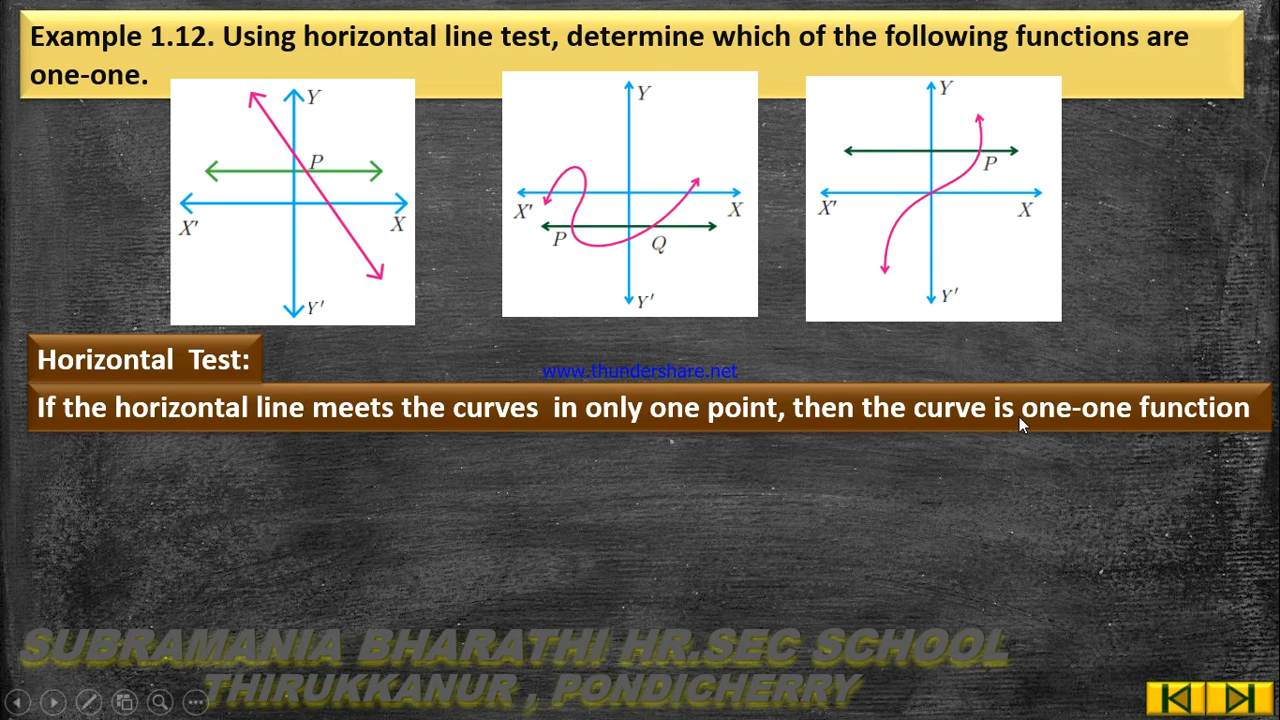 Example 1.12. Using horizontal line test, determine which of the following functions are
one-one.
Y
P
X'
X
Y'
Y
X'
X
P
Q
Y'
Y
P
X'
X
Y'
Horizontal Test:
www.thundershare.net
If the horizontal line meets the curves in only one point, then the curve is one-one function
SUBRAMANIA BHARATHI HR.SEC SCHOOL
THIRUKKANUR , PONDICHERRY